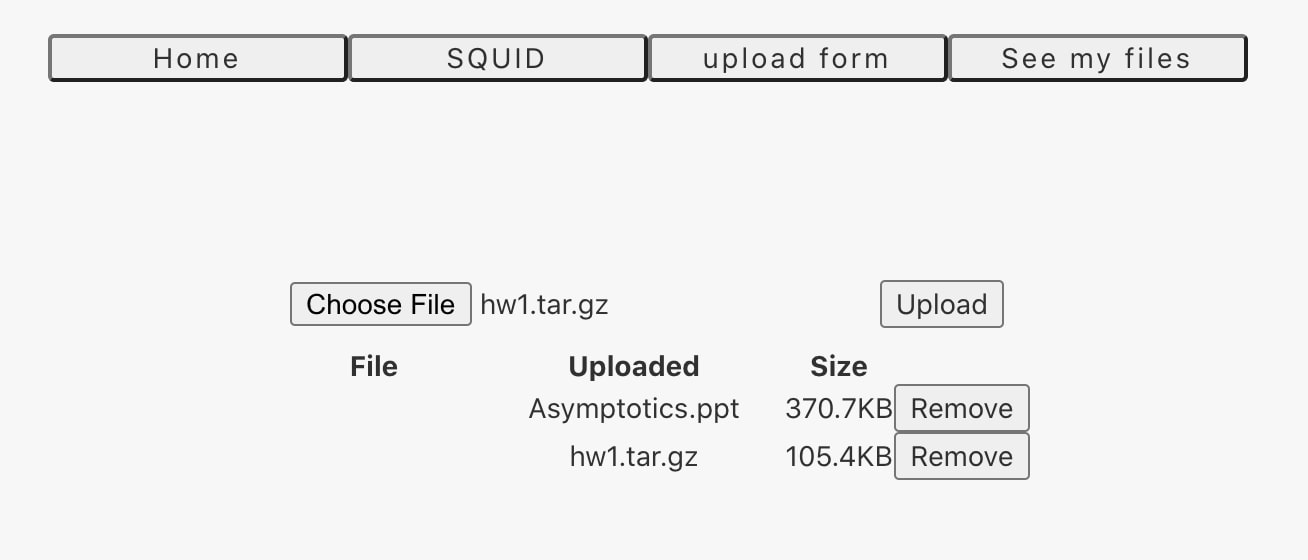 Home SQUID upload form See my files
Choose File hw1.tar.gz Upload
File Uploaded Size
Asymptotics.ppt 370.7KB Remove
hw1.tar.gz 105.4KB Remove